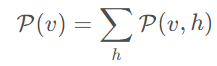 𝒫(v) = ∑_h 𝒫(v, h)